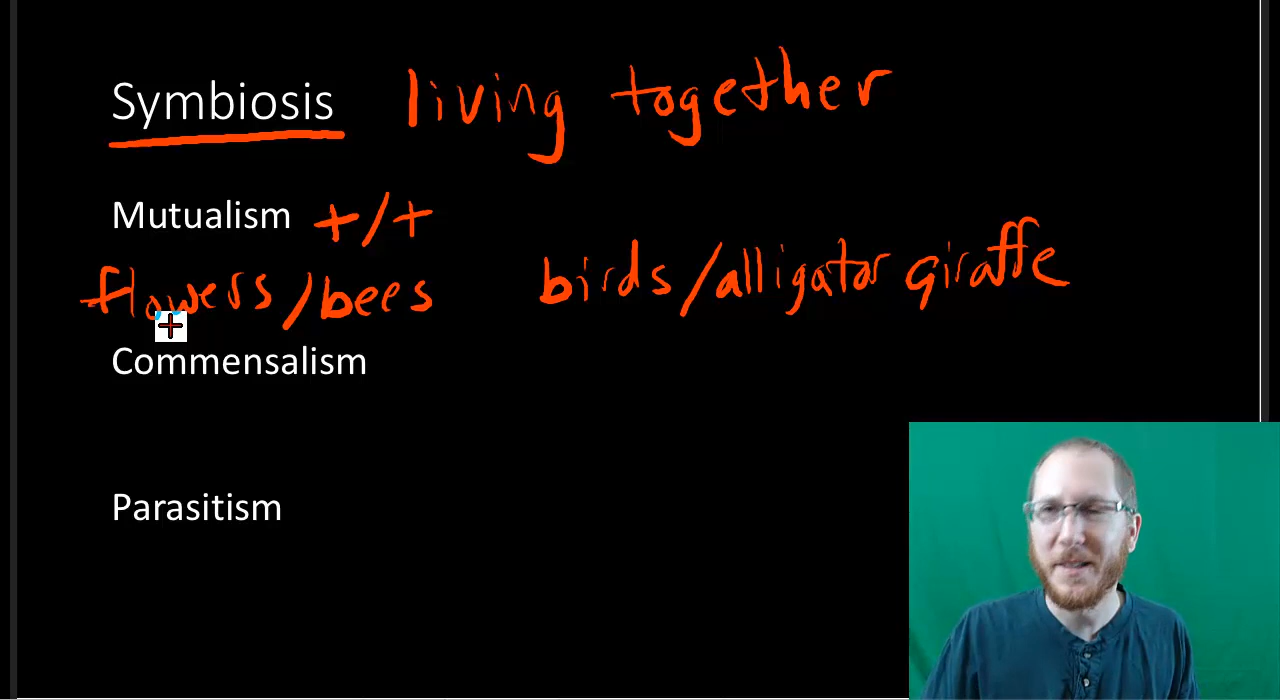 Symbiosis living together
Mutualism +/+
flowers/bees birds/alligator giraffe
Commensalism
Parasitism